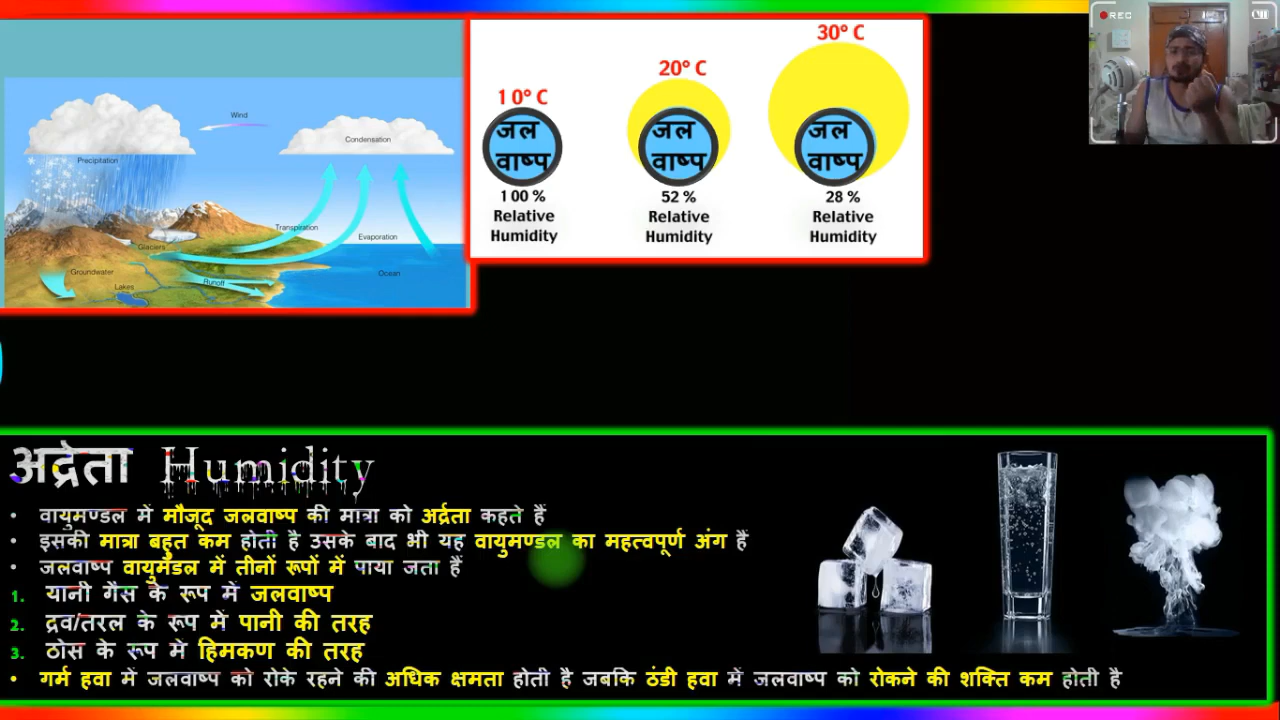 REC
Wind
Condensation
Precipitation
Transpiration
Evaporation
Glaciers
Groundwater
Ocean
Lakes
Runoff
10° C
20° C
30° C
जल
वाष्प
जल
वाष्प
जल
वाष्प
100 %
Relative
Humidity
52 %
Relative
Humidity
28 %
Relative
Humidity
अद्रेता Humidity
• वायुमण्डल में मौजूद जलवाष्प की मात्रा को अर्द्रता कहते हैं
• इसकी मात्रा बहुत कम होती है उसके बाद भी यह वायुमण्डल का महत्वपूर्ण अंग हैं
• जलवाष्प वायुमंडल में तीनों रूपों में पाया जता हैं
1. यानी गैस के रूप में जलवाष्प
2. द्रव/तरल के रूप में पानी की तरह
3. ठोस के रूप में हिमकण की तरह
• गर्म हवा में जलवाष्प को रोके रहने की अधिक क्षमता होती है जबकि ठंडी हवा में जलवाष्प को रोकने की शक्ति कम होती है